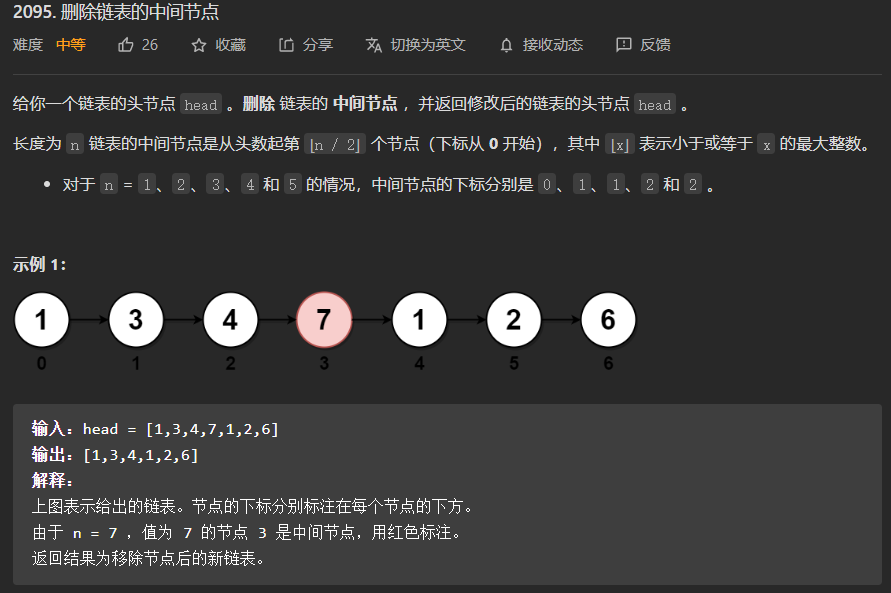 2095. 删除链表的中间节点
难度 中等 26 收藏 分享 切换为英文 接收动态 反馈
给你一个链表的头节点 head 。删除 链表的 中间节点 ，并返回修改后的链表的头节点 head 。
长度为 n 链表的中间节点是从头数起第 ⌊n / 2⌋ 个节点（下标从 0 开始），其中 ⌊x⌋ 表示小于或等于 x 的最大整数。
• 对于 n = 1、2、3、4 和 5 的情况，中间节点的下标分别是 0、1、1、2 和 2 。
示例 1：
1 3 4 7 1 2 6
0 1 2 3 4 5 6
输入：head = [1,3,4,7,1,2,6]
输出：[1,3,4,1,2,6]
解释：
上图表示给出的链表。节点的下标分别标注在每个节点的下方。
由于 n = 7 ，值为 7 的节点 3 是中间节点，用红色标注。
返回结果为移除节点后的新链表。